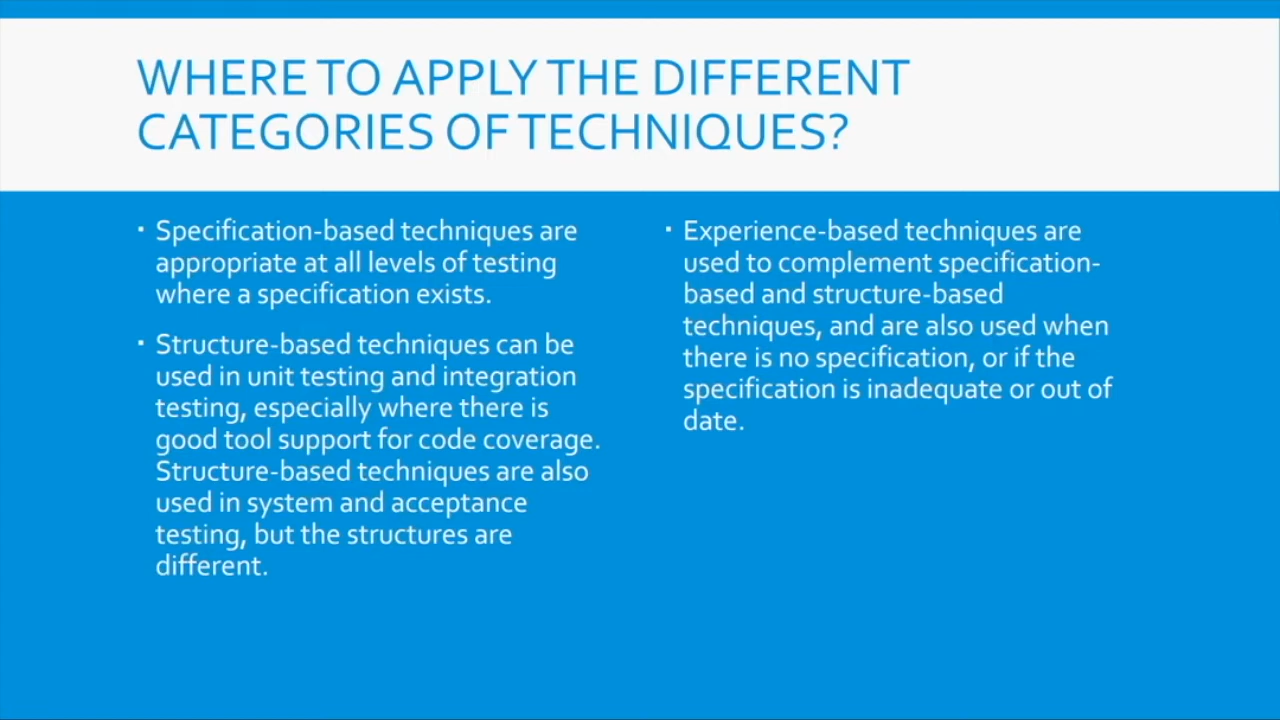 WHERE TO APPLY THE DIFFERENT
CATEGORIES OF TECHNIQUES?
▪ Specification-based techniques are
appropriate at all levels of testing
where a specification exists.
▪ Structure-based techniques can be
used in unit testing and integration
testing, especially where there is
good tool support for code coverage.
Structure-based techniques are also
used in system and acceptance
testing, but the structures are
different.
▪ Experience-based techniques are
used to complement specification-
based and structure-based
techniques, and are also used when
there is no specification, or if the
specification is inadequate or out of
date.